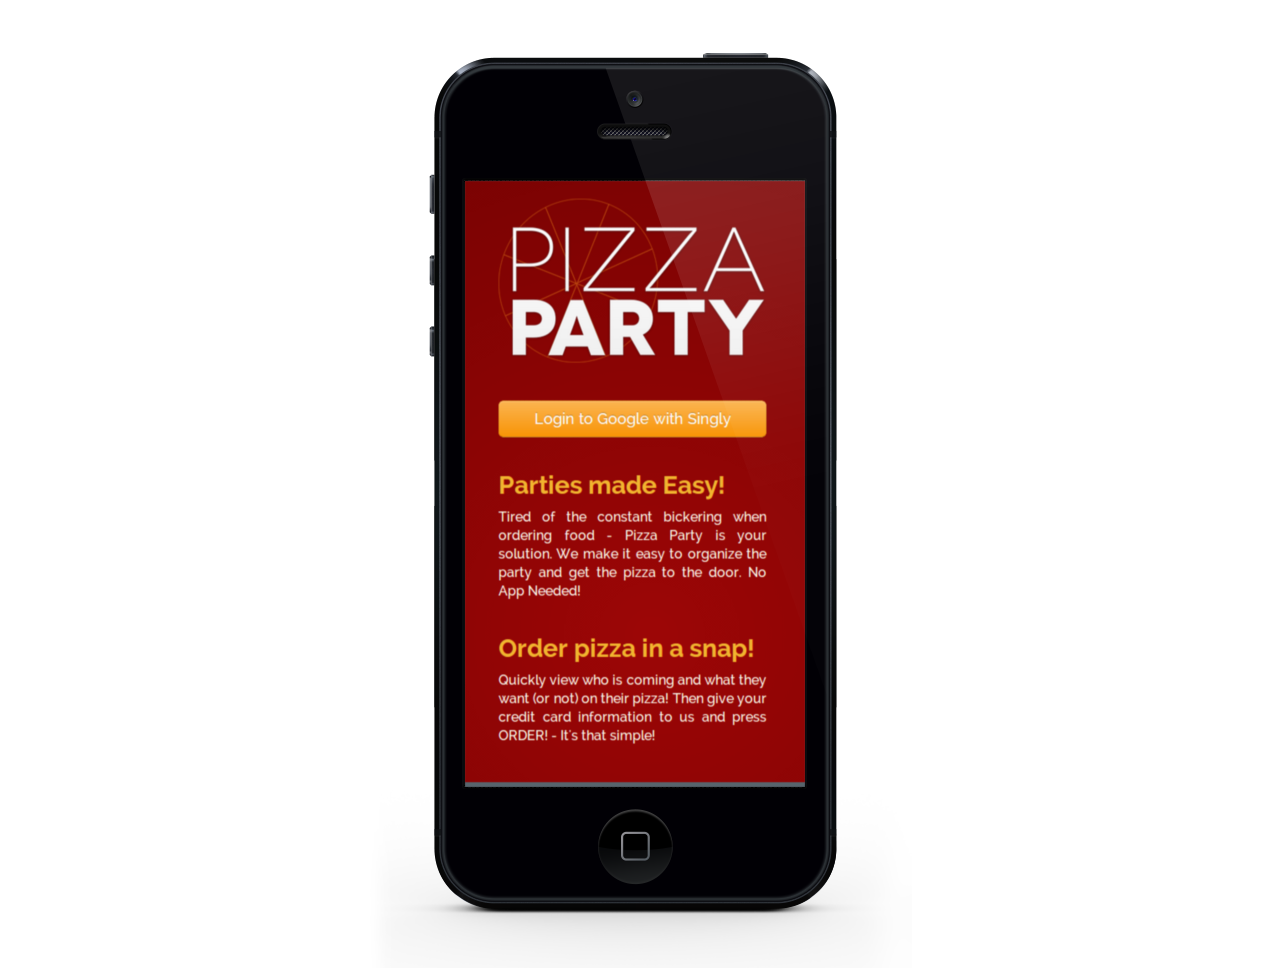 PIZZA
PARTY
Login to Google with Singly
Parties made Easy!
Tired of the constant bickering when
ordering food - Pizza Party is your
solution. We make it easy to organize the
party and get the pizza to the door. No
App Needed!
Order pizza in a snap!
Quickly view who is coming and what they
want (or not) on their pizza! Then give your
credit card information to us and press
ORDER! - It's that simple!